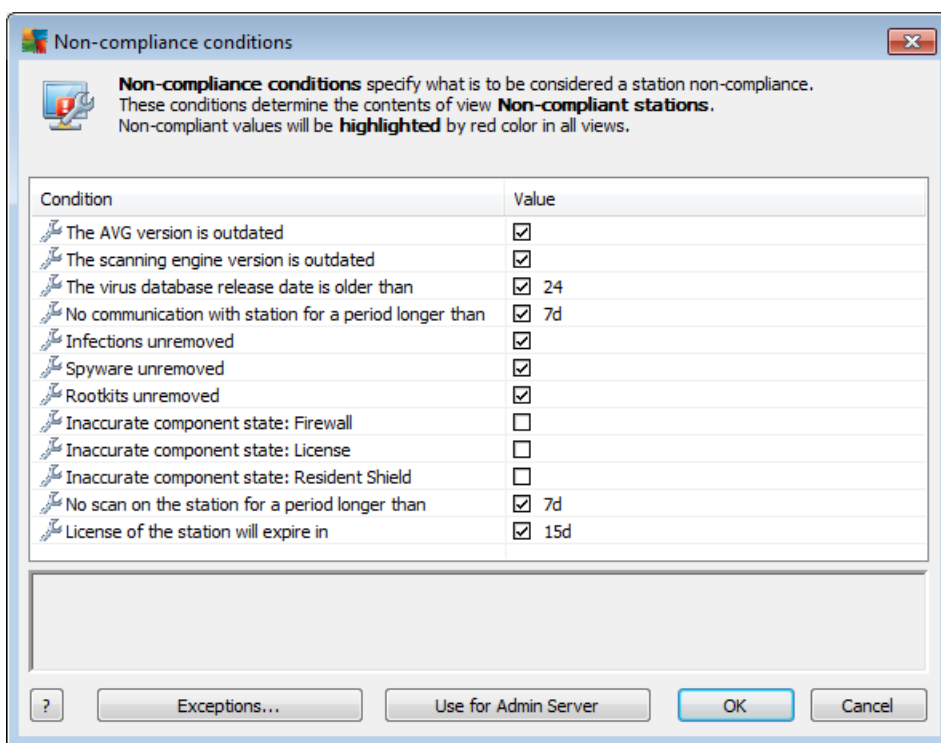 Non-compliance conditions
Non-compliance conditions specify what is to be considered a station non-compliance.
These conditions determine the contents of view Non-compliant stations.
Non-compliant values will be highlighted by red color in all views.
Condition Value
The AVG version is outdated
The scanning engine version is outdated
The virus database release date is older than 24
No communication with station for a period longer than 7d
Infections unremoved
Spyware unremoved
Rootkits unremoved
Inaccurate component state: Firewall
Inaccurate component state: License
Inaccurate component state: Resident Shield
No scan on the station for a period longer than 7d
License of the station will expire in 15d
? Exceptions... Use for Admin Server OK Cancel